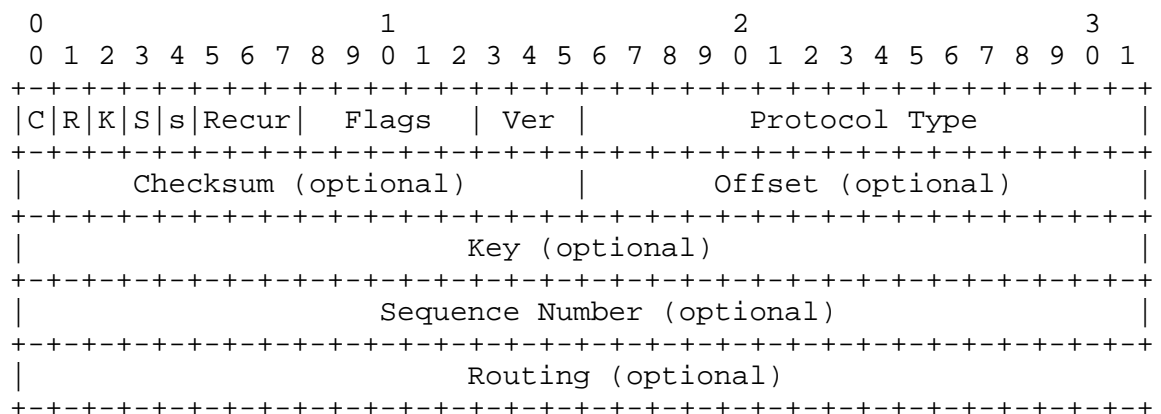 0                   1                   2                   3
 0 1 2 3 4 5 6 7 8 9 0 1 2 3 4 5 6 7 8 9 0 1 2 3 4 5 6 7 8 9 0 1
+-+-+-+-+-+-+-+-+-+-+-+-+-+-+-+-+-+-+-+-+-+-+-+-+-+-+-+-+-+-+-+-+
|C|R|K|S|s|Recur|  Flags  | Ver |         Protocol Type         |
+-+-+-+-+-+-+-+-+-+-+-+-+-+-+-+-+-+-+-+-+-+-+-+-+-+-+-+-+-+-+-+-+
|      Checksum (optional)      |       Offset (optional)       |
+-+-+-+-+-+-+-+-+-+-+-+-+-+-+-+-+-+-+-+-+-+-+-+-+-+-+-+-+-+-+-+-+
|                         Key (optional)                        |
+-+-+-+-+-+-+-+-+-+-+-+-+-+-+-+-+-+-+-+-+-+-+-+-+-+-+-+-+-+-+-+-+
|                    Sequence Number (optional)                 |
+-+-+-+-+-+-+-+-+-+-+-+-+-+-+-+-+-+-+-+-+-+-+-+-+-+-+-+-+-+-+-+-+
|                         Routing (optional)
+-+-+-+-+-+-+-+-+-+-+-+-+-+-+-+-+-+-+-+-+-+-+-+-+-+-+-+-+-+-+-+-+